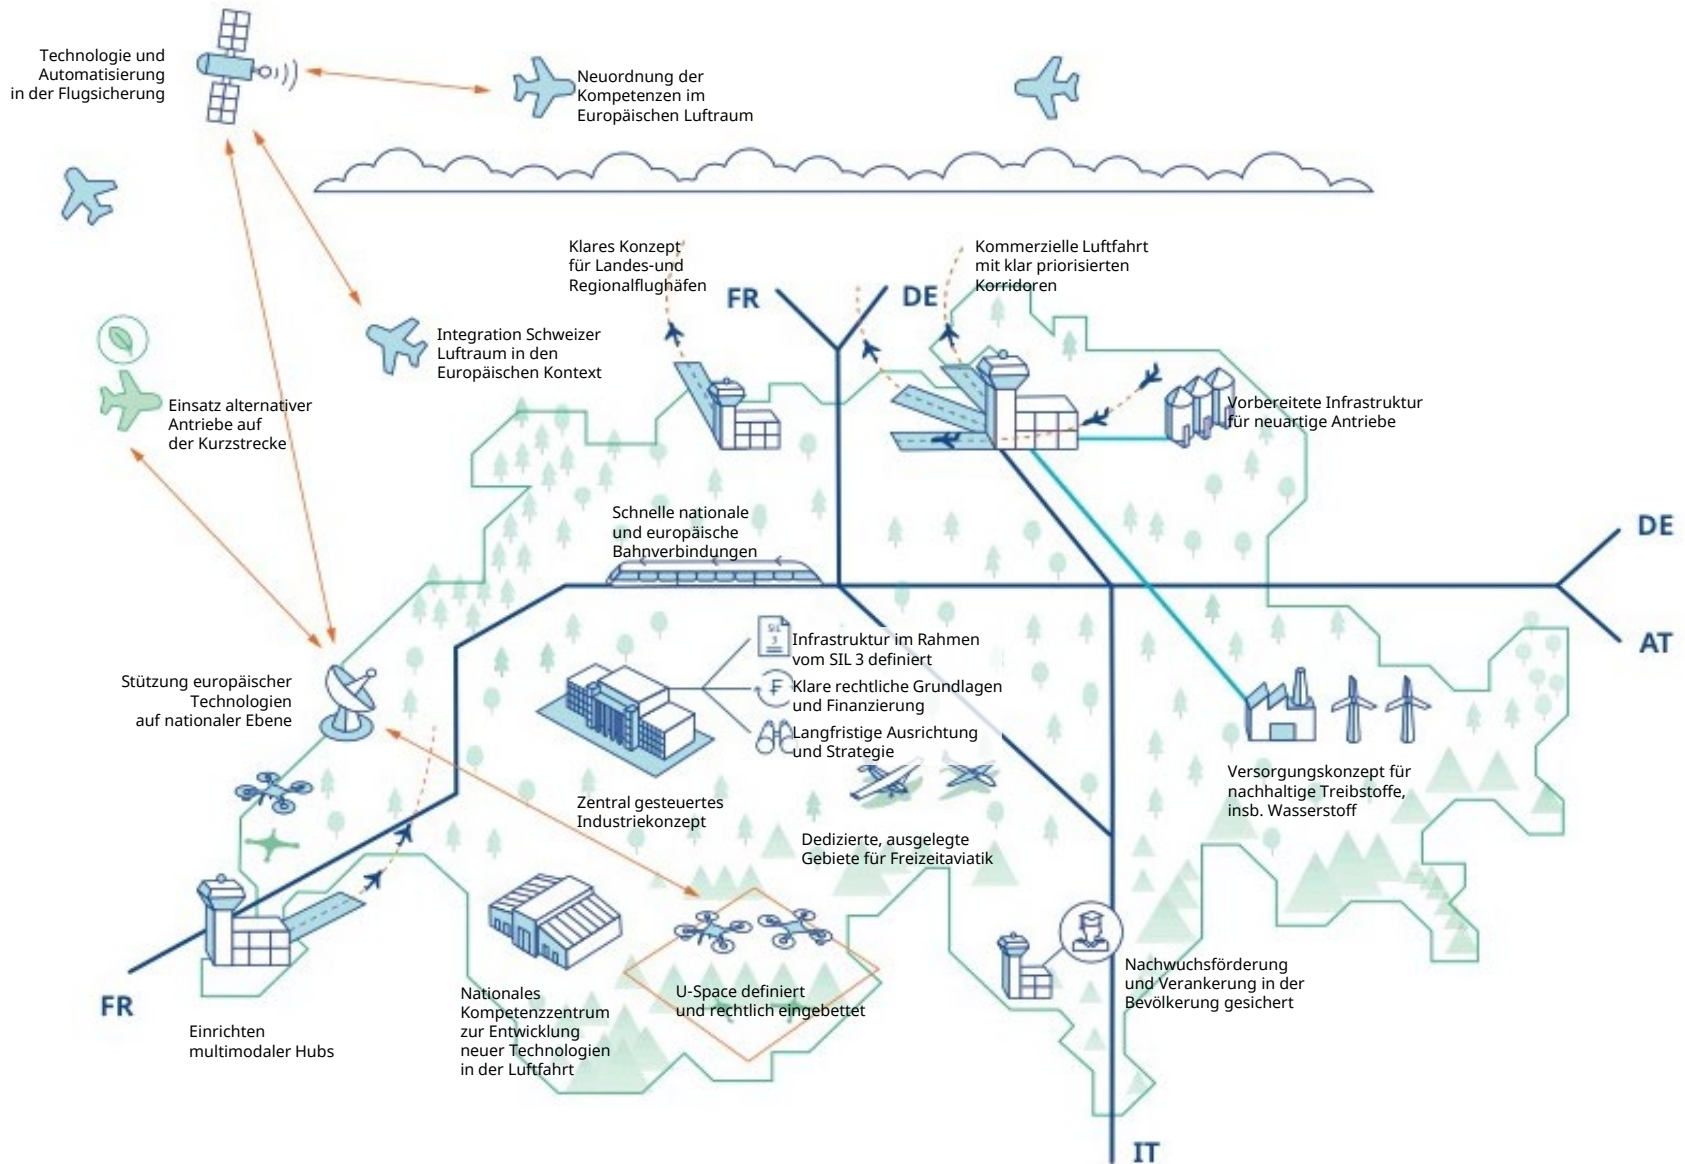 Technologie und
Automatisierung
in der Flugsicherung
Neuordnung der
Kompetenzen im
Europäischen Luftraum
Klares Konzept
für Landes-und
Regionalflughäfen
Kommerzielle Luftfahrt
mit klar priorisierten
Korridoren
FR
DE
Integration Schweizer
Luftraum in den
Europäischen Kontext
Einsatz alternativer
Antriebe auf
der Kurzstrecke
Vorbereitete Infrastruktur
für neuartige Antriebe
Schnelle nationale
und europäische
Bahnverbindungen
DE
AT
SIL
3
Infrastruktur im Rahmen
vom SIL 3 definiert
Klare rechtliche Grundlagen
und Finanzierung
Langfristige Ausrichtung
und Strategie
Stützung europäischer
Technologien
auf nationaler Ebene
Zentral gesteuertes
Industriekonzept
Dedizierte, ausgelegte
Gebiete für Freizeitaviatik
Versorgungskonzept für
nachhaltige Treibstoffe,
insb. Wasserstoff
FR
Einrichten
multimodaler Hubs
Nationales
Kompetenzzentrum
zur Entwicklung
neuer Technologien
in der Luftfahrt
U-Space definiert
und rechtlich eingebettet
Nachwuchsförderung
und Verankerung in der
Bevölkerung gesichert
IT